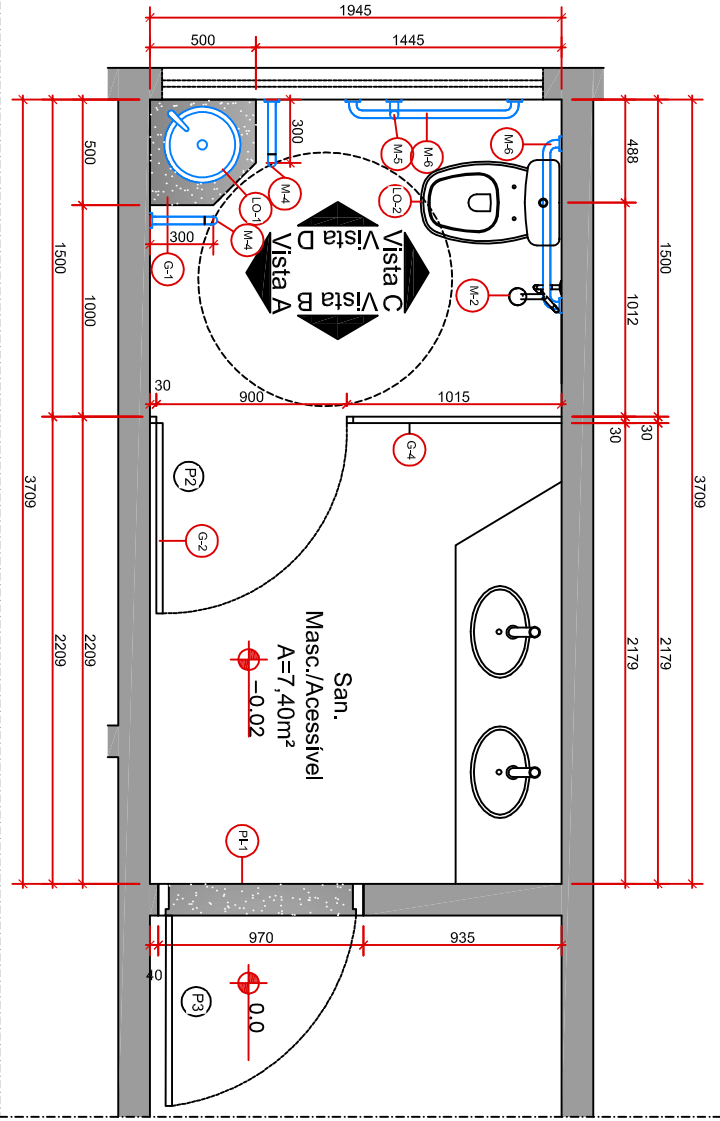 1945
500
1445
300
M-5
M-6
M-6
488
500
M-4
LO-1
LO-2
M-4
300
G-1
Vista D
Vista C
Vista A
Vista B
M-2
1500
1000
1500
1012
30
900
1015
30
30
G-4
P2
G-2
3709
3709
2209
2209
2179
2179
San.
Masc./Acessível
A=7,40m²
-0.02
PI-1
970
935
40
P3
0.0